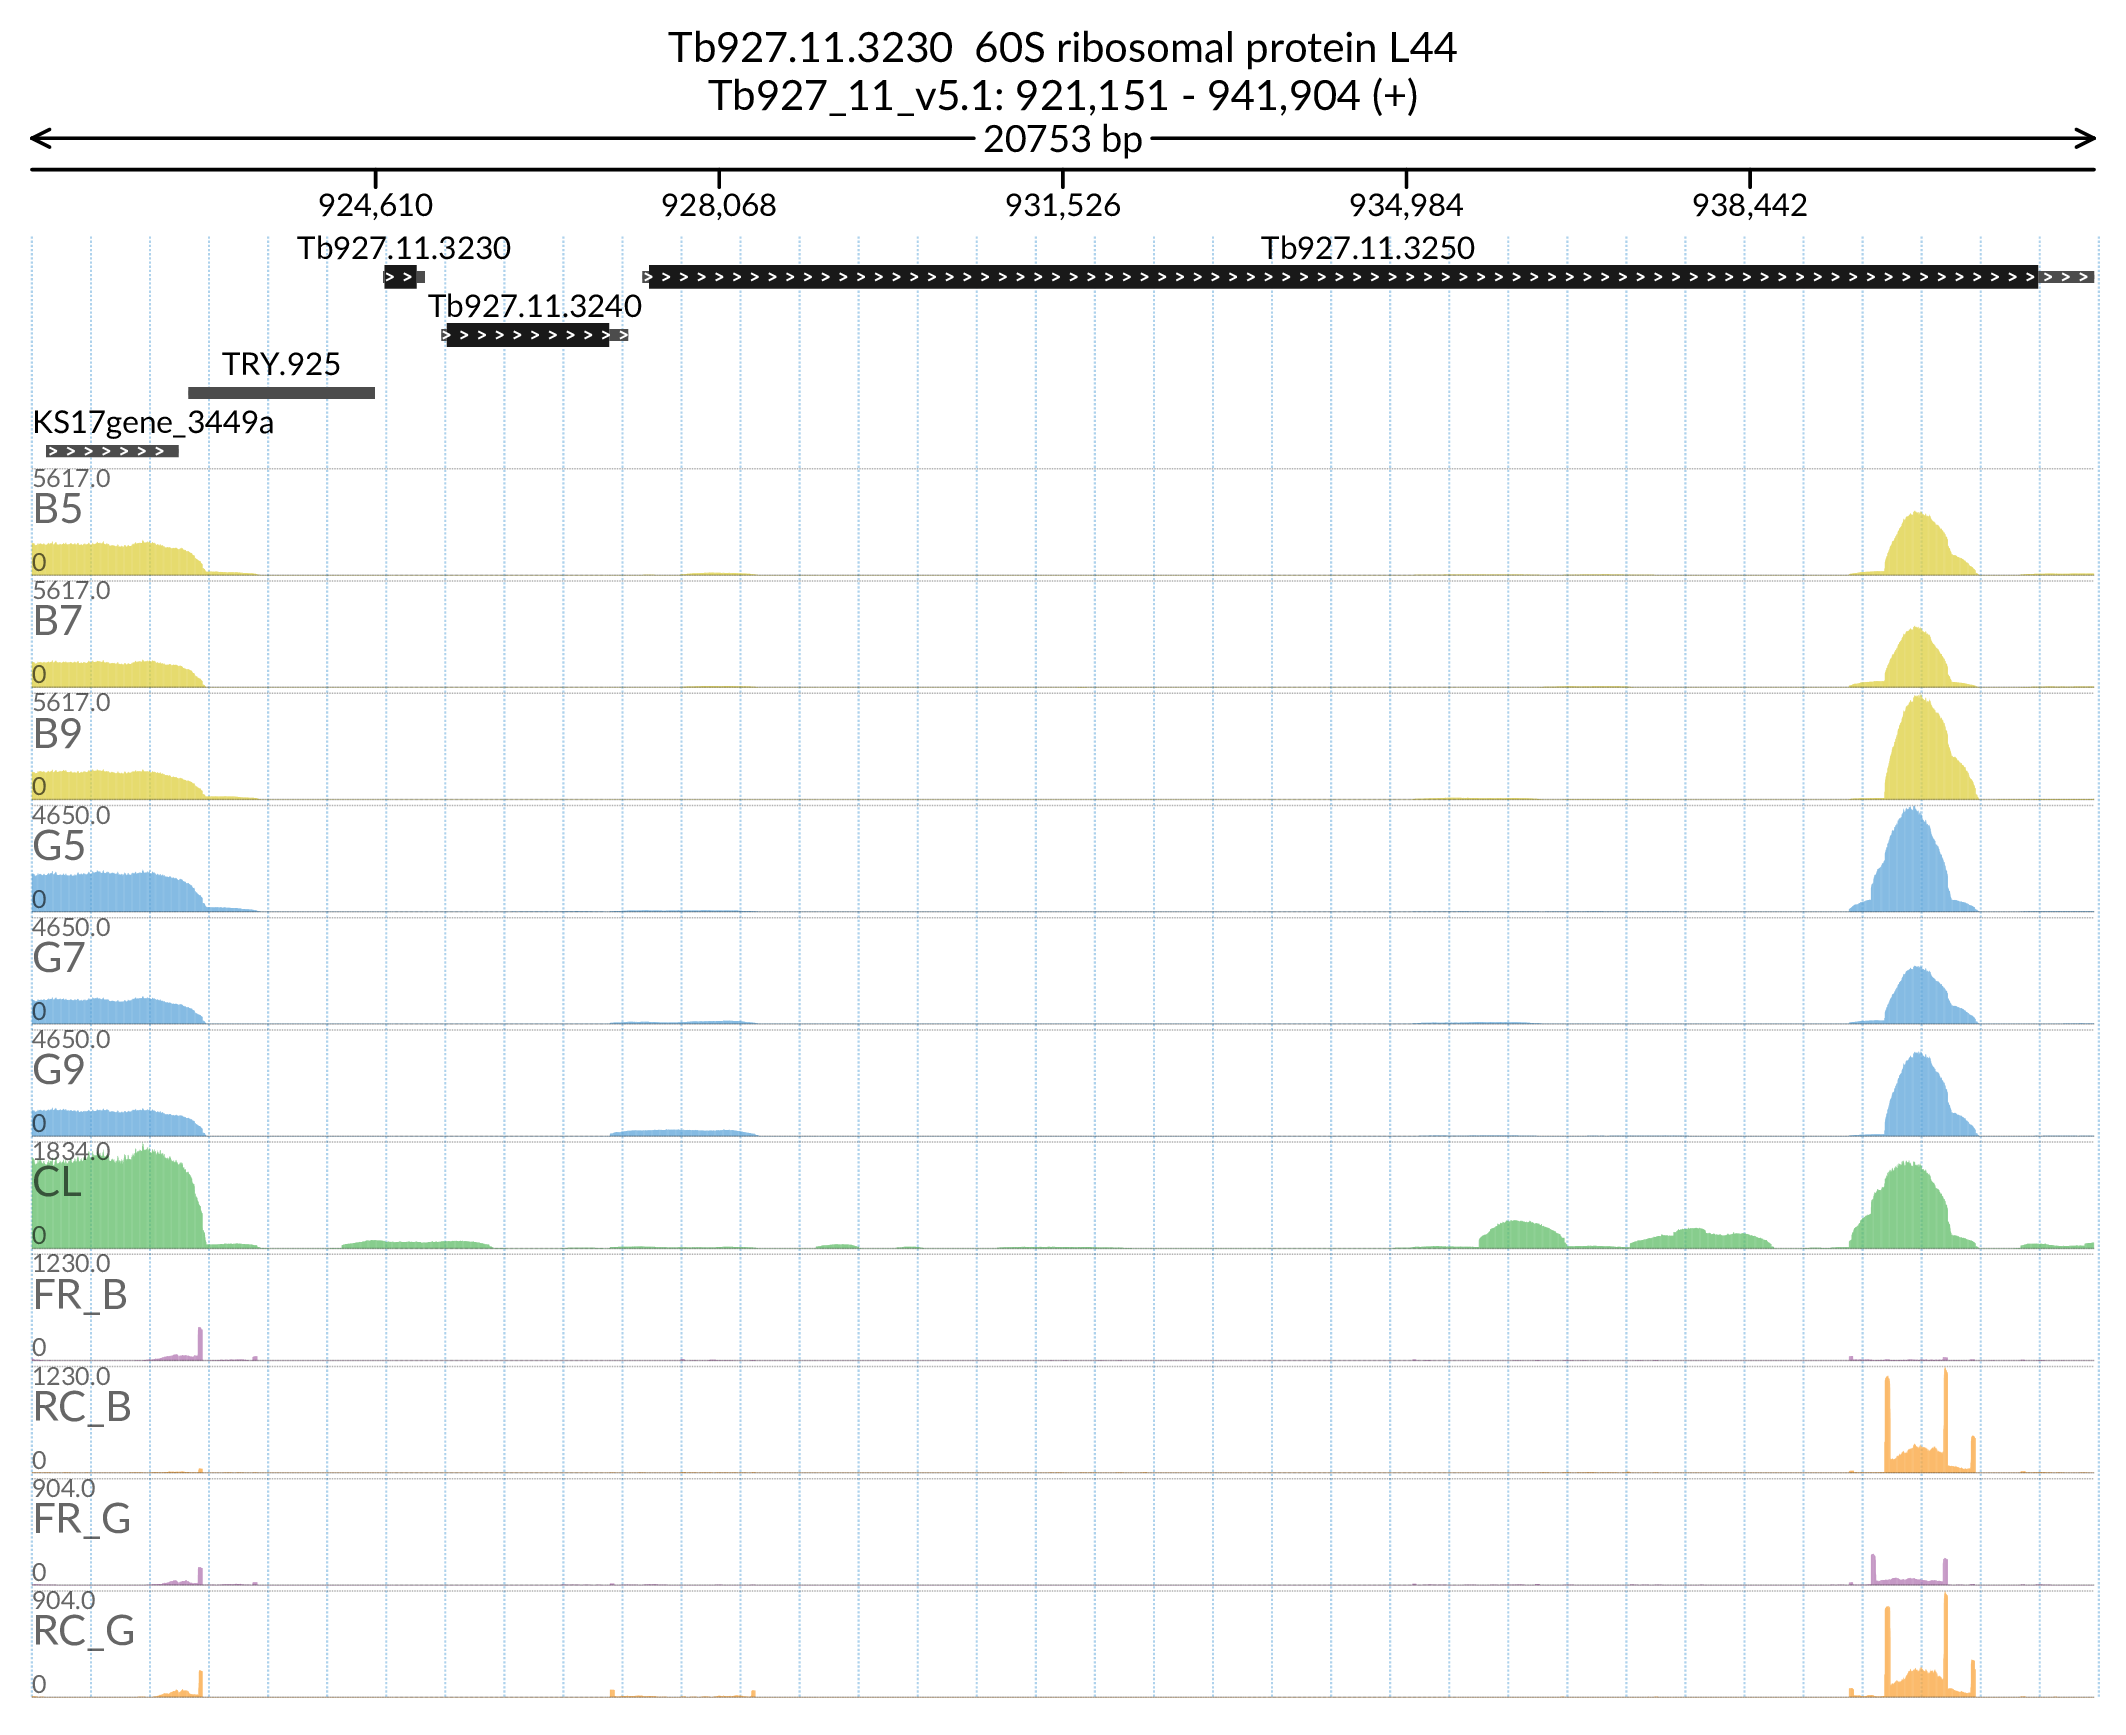 Tb927.11.3230  60S ribosomal protein L44
Tb927_11_v5.1: 921,151 - 941,904 (+)
20753 bp
924,610 928,068 931,526 934,984 938,442
Tb927.11.3230 Tb927.11.3250
Tb927.11.3240
TRY.925
KS17gene_3449a
5617.0
B5
0
5617.0
B7
0
5617.0
B9
0
4650.0
G5
0
4650.0
G7
0
4650.0
G9
0
1834.0
CL
0
1230.0
FR_B
0
1230.0
RC_B
0
904.0
FR_G
0
904.0
RC_G
0